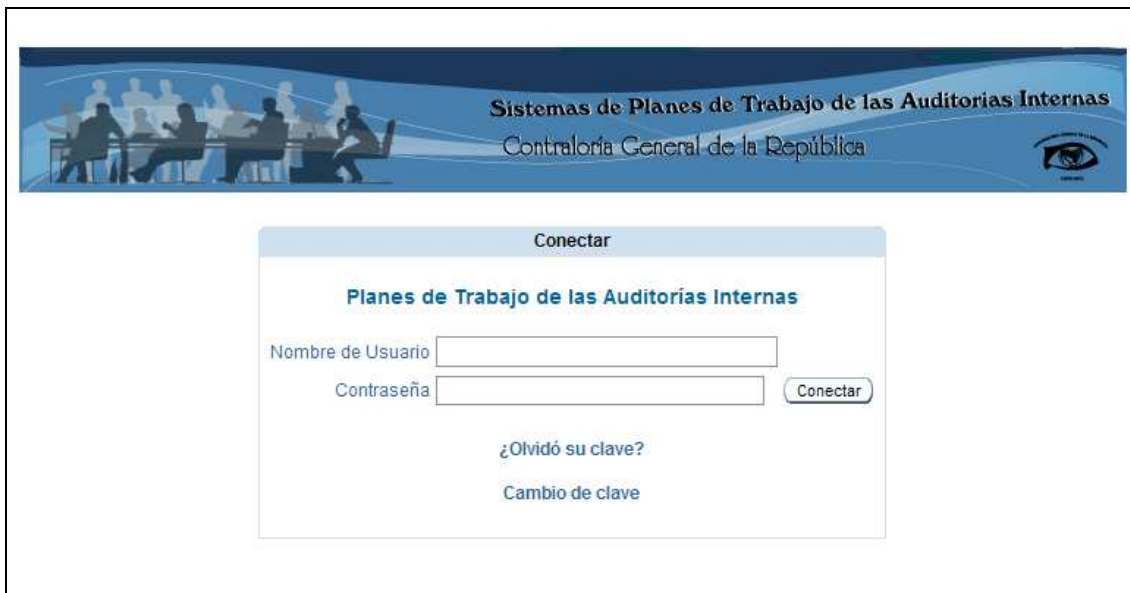 Sistemas de Planes de Trabajo de las Auditorias Internas
Contraloría General de la República
Conectar
Planes de Trabajo de las Auditorías Internas
Nombre de Usuario
Contraseña
Conectar
¿Olvidó su clave?
Cambio de clave